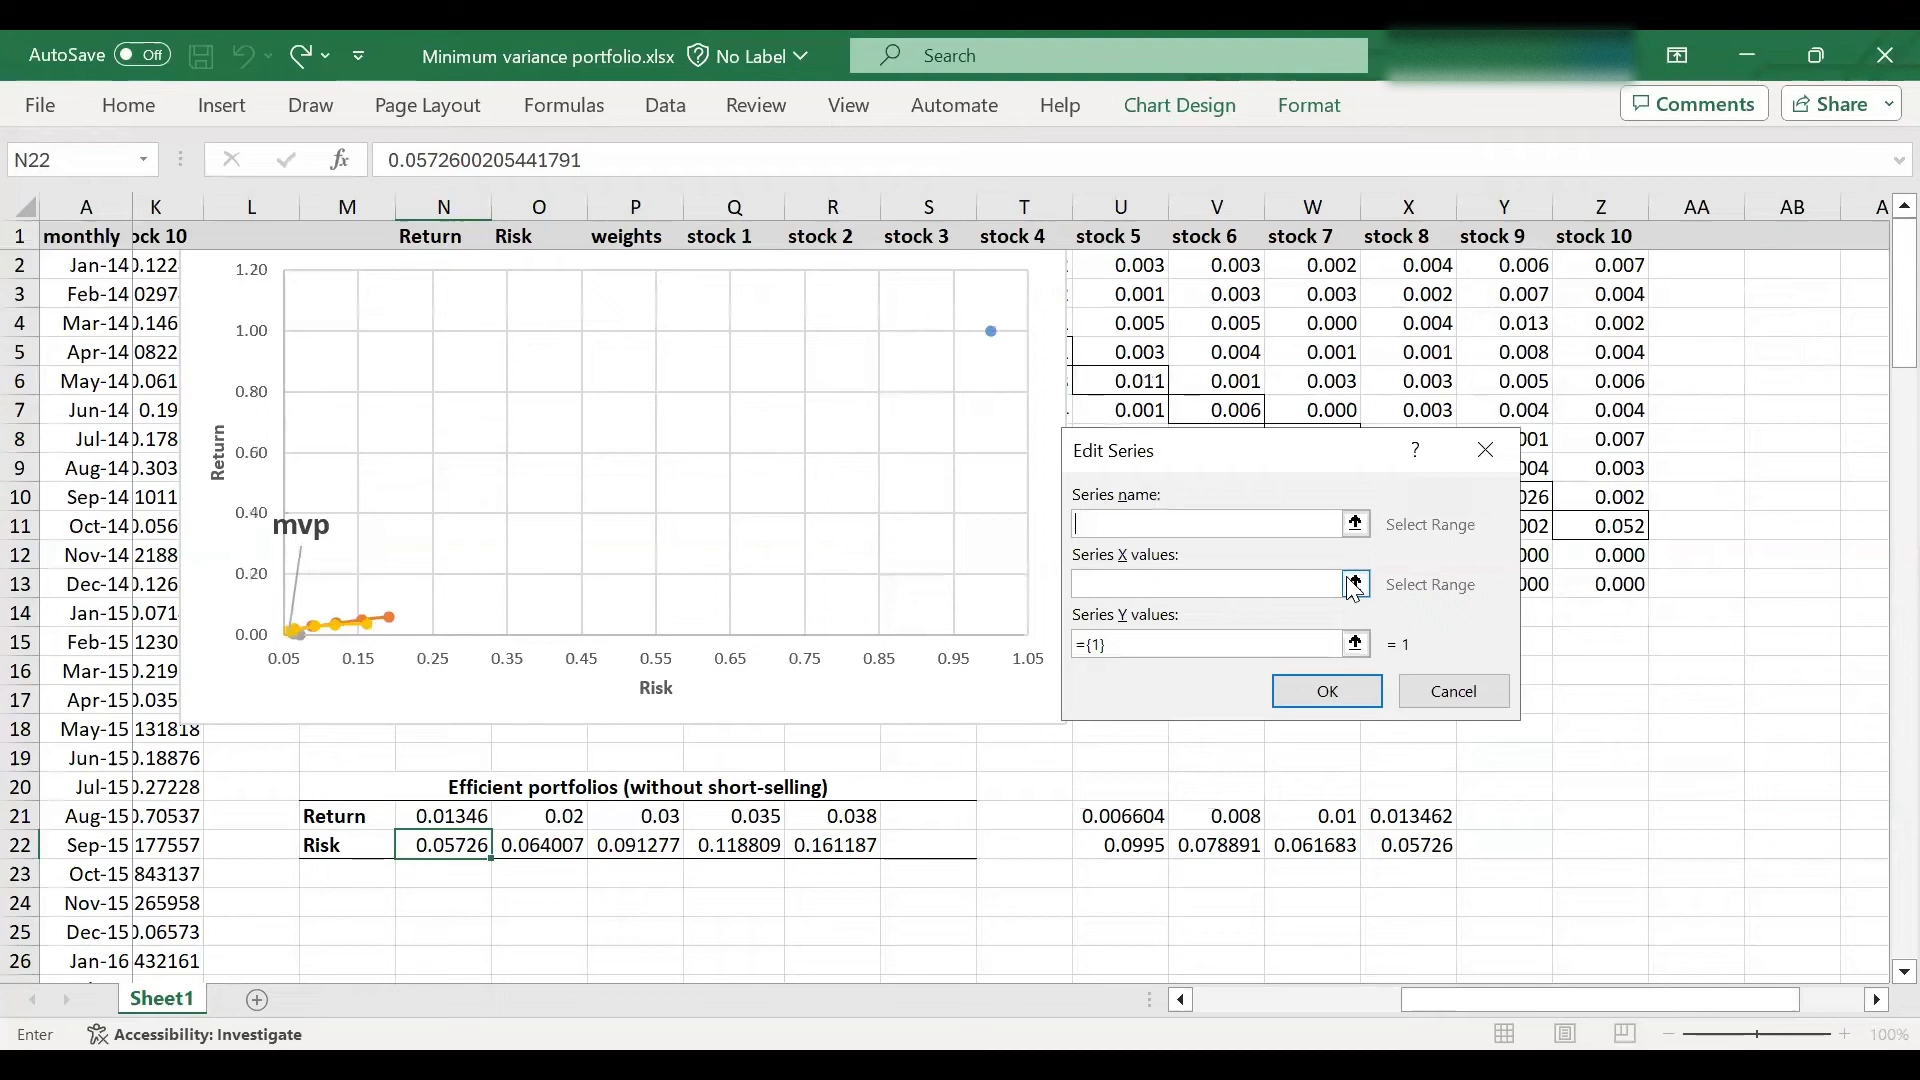 AutoSave Off Minimum variance portfolio.xlsx No Label Search
File Home Insert Draw Page Layout Formulas Data Review View Automate Help Chart Design Format Comments Share
N22 fx 0.0572600205441791
A K L M N O P Q R S T U V W X Y Z AA AB A
1 monthly ock 10 Return Risk weights stock 1 stock 2 stock 3 stock 4 stock 5 stock 6 stock 7 stock 8 stock 9 stock 10
2 Jan-14 0.122 0.003 0.003 0.002 0.004 0.006 0.007
3 Feb-14 0297 0.001 0.003 0.003 0.002 0.007 0.004
4 Mar-14 0.146 0.005 0.005 0.000 0.004 0.013 0.002
5 Apr-14 0822 0.003 0.004 0.001 0.001 0.008 0.004
6 May-14 0.061 0.011 0.001 0.003 0.003 0.005 0.006
7 Jun-14 0.19 0.001 0.006 0.000 0.003 0.004 0.004
8 Jul-14 0.178 001 0.007
9 Aug-14 0.303 004 0.003
10 Sep-14 1011 026 0.002
11 Oct-14 0.056 002 0.052
12 Nov-14 2188 000 0.000
13 Dec-14 0.126 000 0.000
14 Jan-15 0.071
15 Feb-15 1230
16 Mar-15 0.219
17 Apr-15 0.035
18 May-15 131818
19 Jun-15 0.18876
20 Jul-15 0.27228 Efficient portfolios (without short-selling)
21 Aug-15 0.70537 Return 0.01346 0.02 0.03 0.035 0.038 0.006604 0.008 0.01 0.013462
22 Sep-15 177557 Risk 0.05726 0.064007 0.091277 0.118809 0.161187 0.0995 0.078891 0.061683 0.05726
23 Oct-15 843137
24 Nov-15 265958
25 Dec-15 0.06573
26 Jan-16 432161
1.20
1.00
0.80
0.60
0.40
0.20
0.00
Return
mvp
0.05 0.15 0.25 0.35 0.45 0.55 0.65 0.75 0.85 0.95 1.05
Risk
Edit Series ?
Series name:
Select Range
Series X values:
Select Range
Series Y values:
={1} = 1
OK Cancel
Sheet1
Enter Accessibility: Investigate 100%